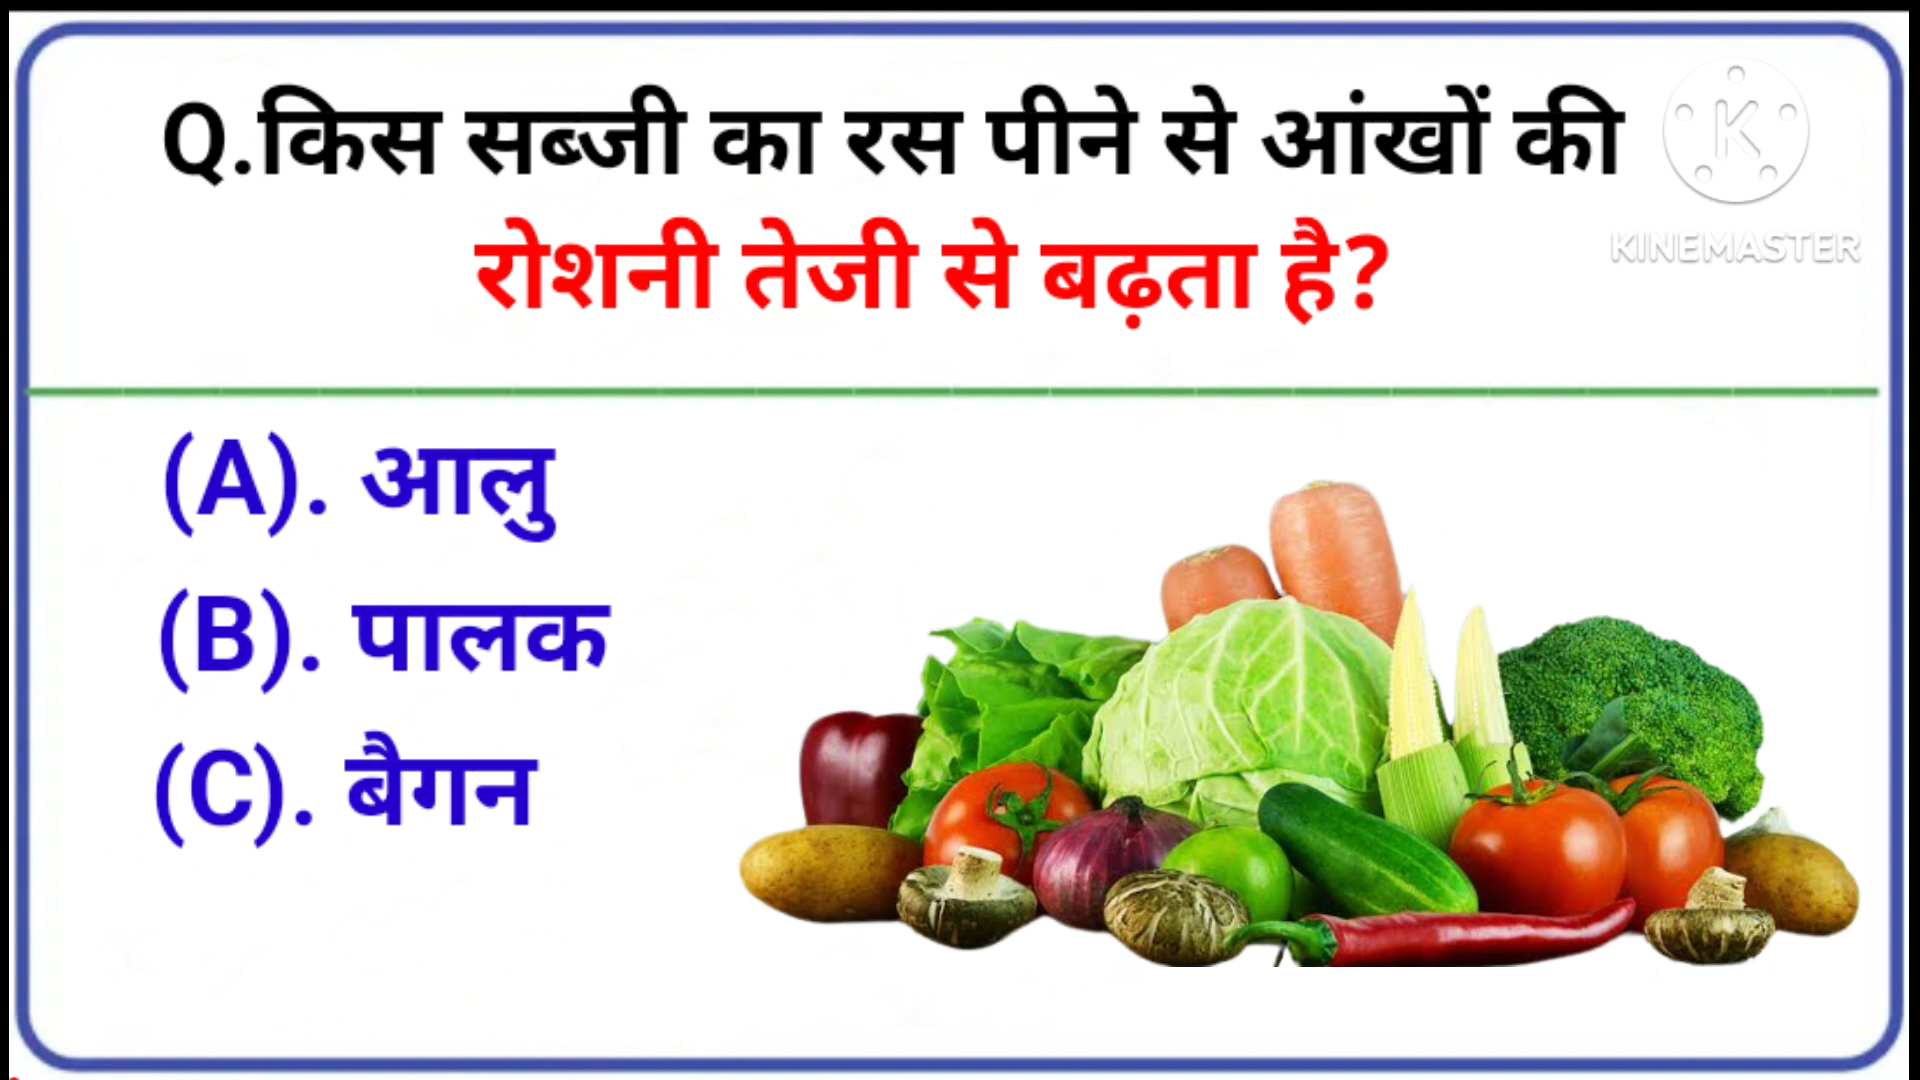 Q.किस सब्जी का रस पीने से आंखों की
रोशनी तेजी से बढ़ता है?
K
KINEMASTER
(A). आलु
(B). पालक
(C). बैगन